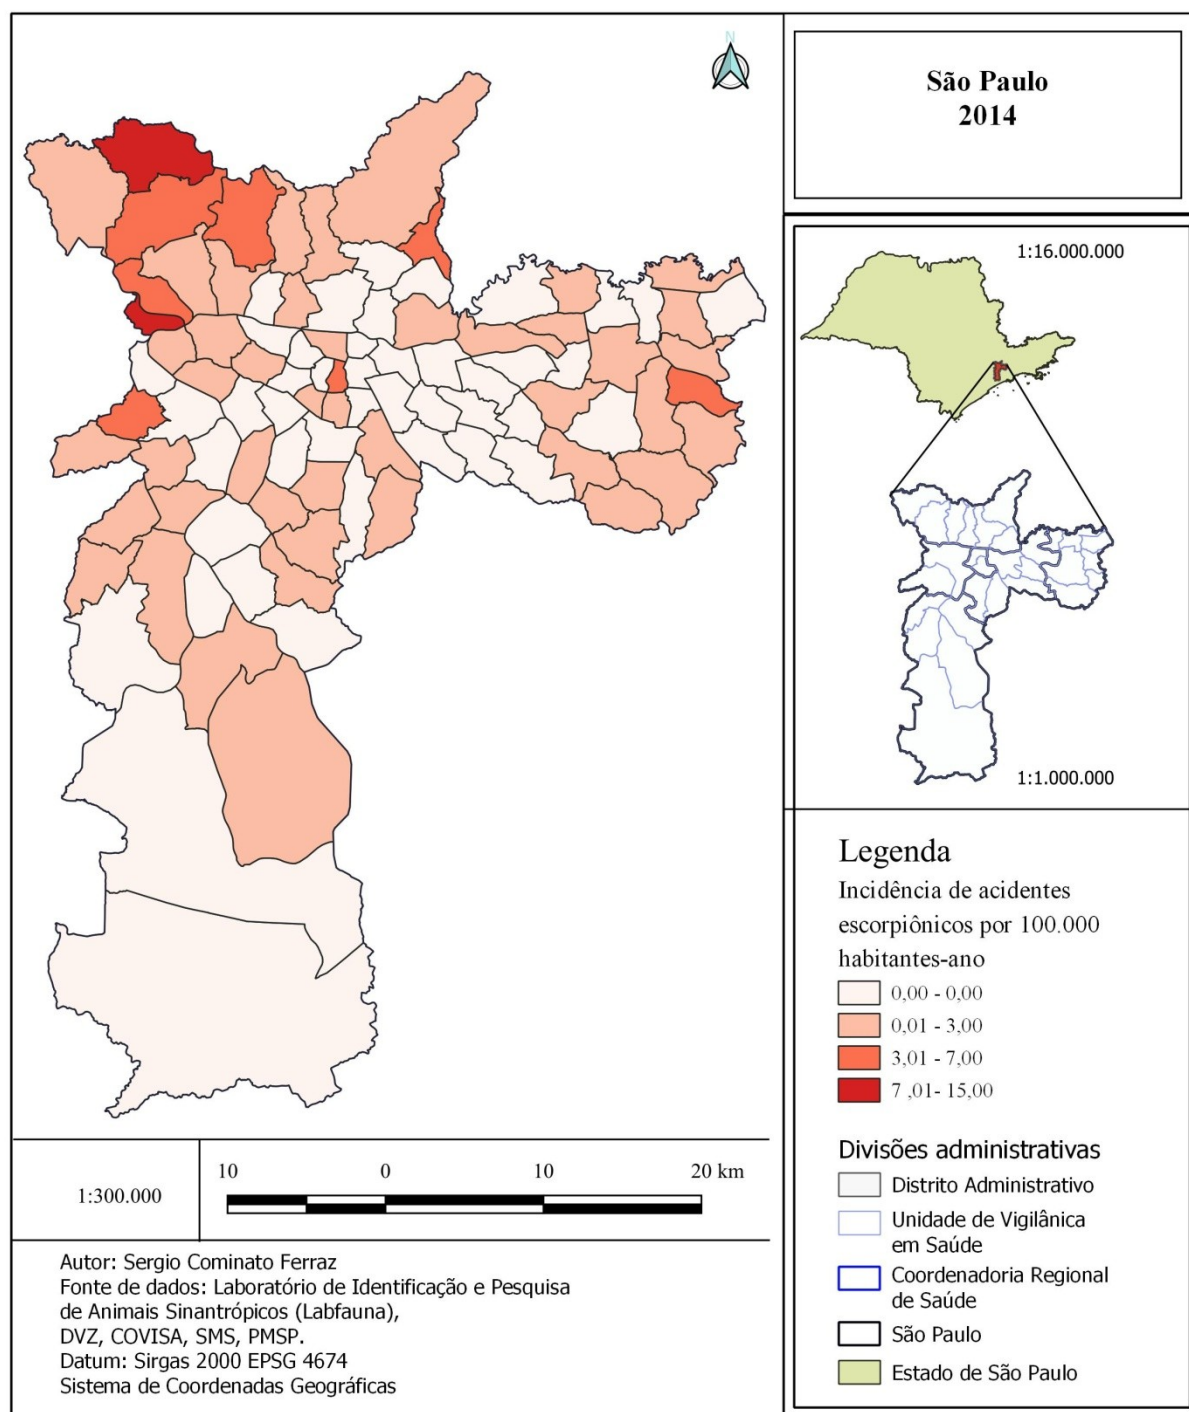 N
São Paulo
2014
1:16.000.000
1:1.000.000
Legenda
Incidência de acidentes
escorpiônicos por 100.000
habitantes-ano
0,00 - 0,00
0,01 - 3,00
3,01 - 7,00
7 ,01- 15,00
Divisões administrativas
Distrito Administrativo
Unidade de Vigilânica
em Saúde
Coordenadoria Regional
de Saúde
São Paulo
Estado de São Paulo
1:300.000
10 0 10 20 km
Autor: Sergio Cominato Ferraz
Fonte de dados: Laboratório de Identificação e Pesquisa
de Animais Sinantrópicos (Labfauna),
DVZ, COVISA, SMS, PMSP.
Datum: Sirgas 2000 EPSG 4674
Sistema de Coordenadas Geográficas